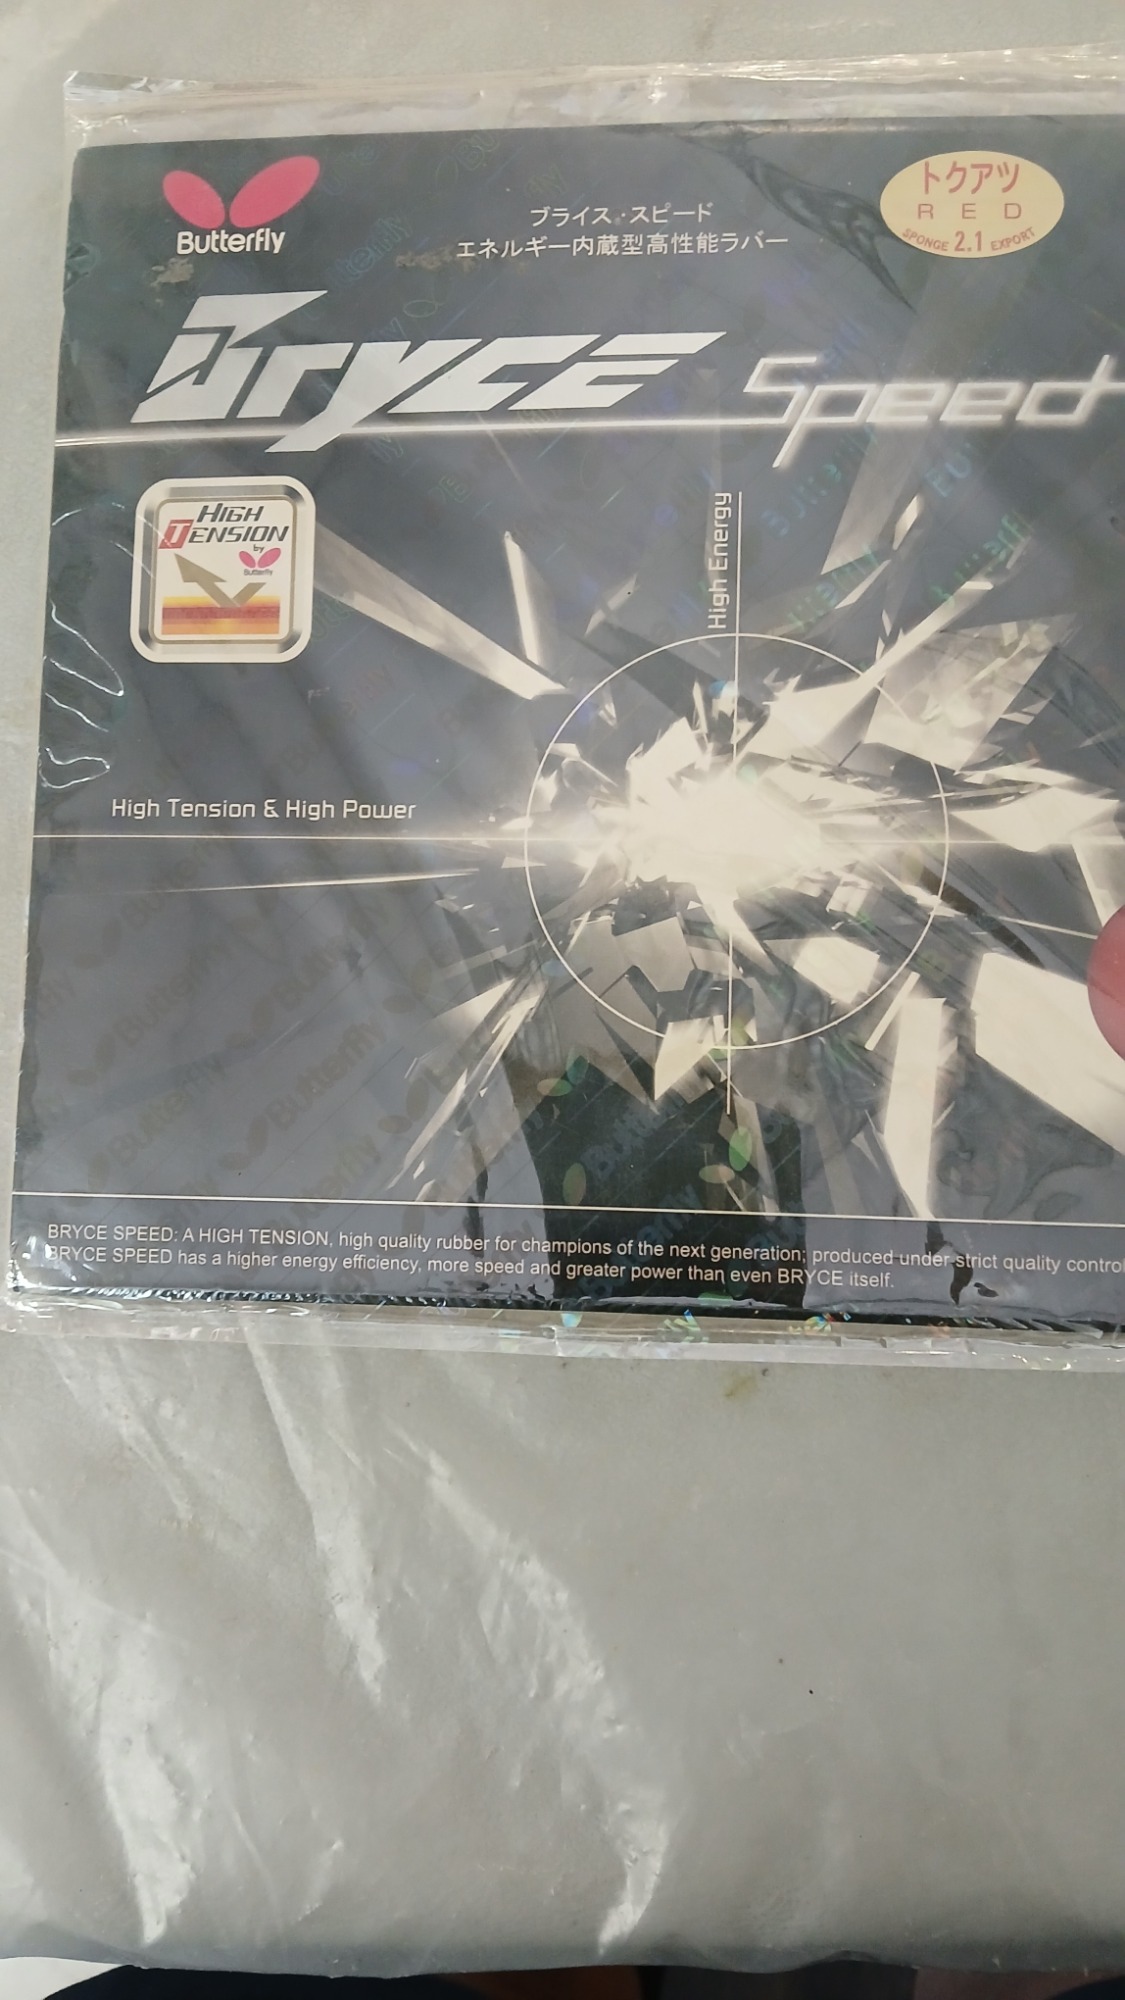 Butterfly
ブライス・スピード
エネルギー内蔵型高性能ラバー
トクアツ
RED
SPONGE 2.1 EXPORT
Bryce Speed
HIGH
TENSION
by
Butterfly
High Energy
High Tension & High Power
BRYCE SPEED: A HIGH TENSION, high quality rubber for champions of the next generation; produced under strict quality control
BRYCE SPEED has a higher energy efficiency, more speed and greater power than even BRYCE itself.